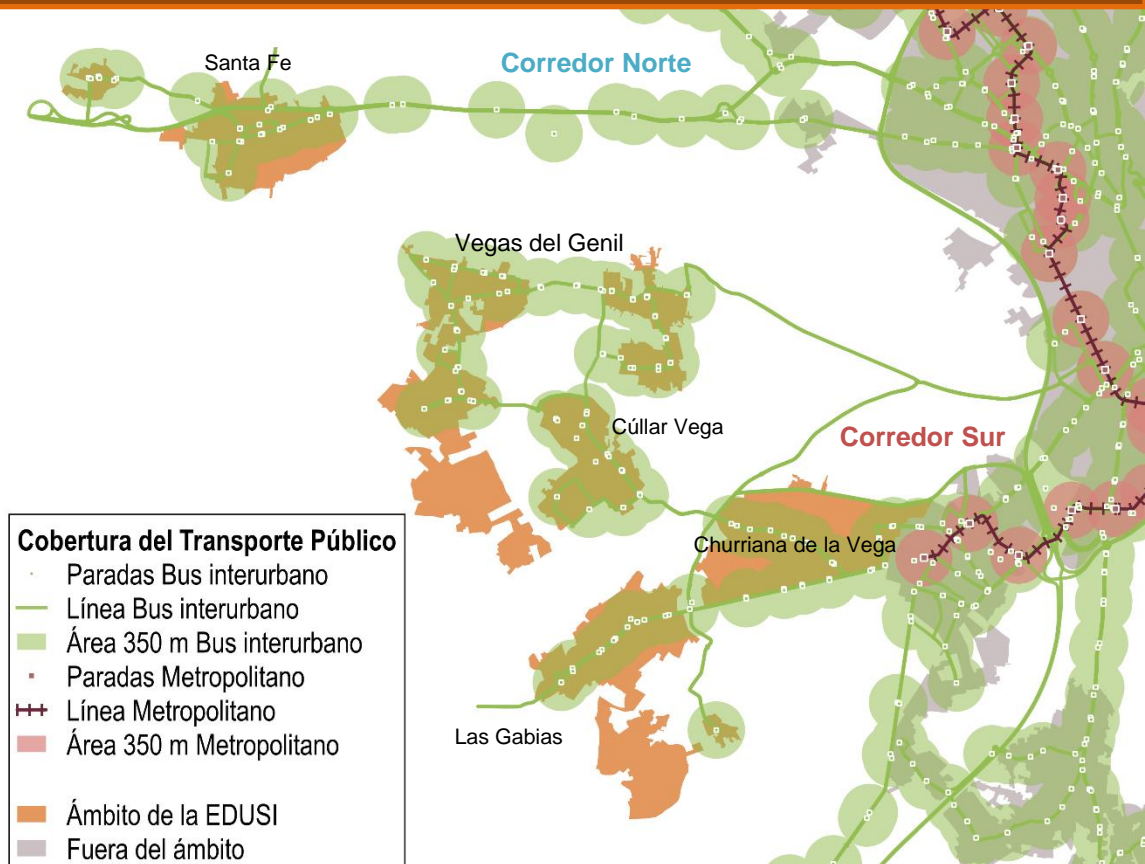 Santa Fe
Corredor Norte
Vegas del Genil
Cúllar Vega
Corredor Sur
Churriana de la Vega
Las Gabias
Cobertura del Transporte Público
Paradas Bus interurbano
Línea Bus interurbano
Área 350 m Bus interurbano
Paradas Metropolitano
Línea Metropolitano
Área 350 m Metropolitano
Ámbito de la EDUSI
Fuera del ámbito